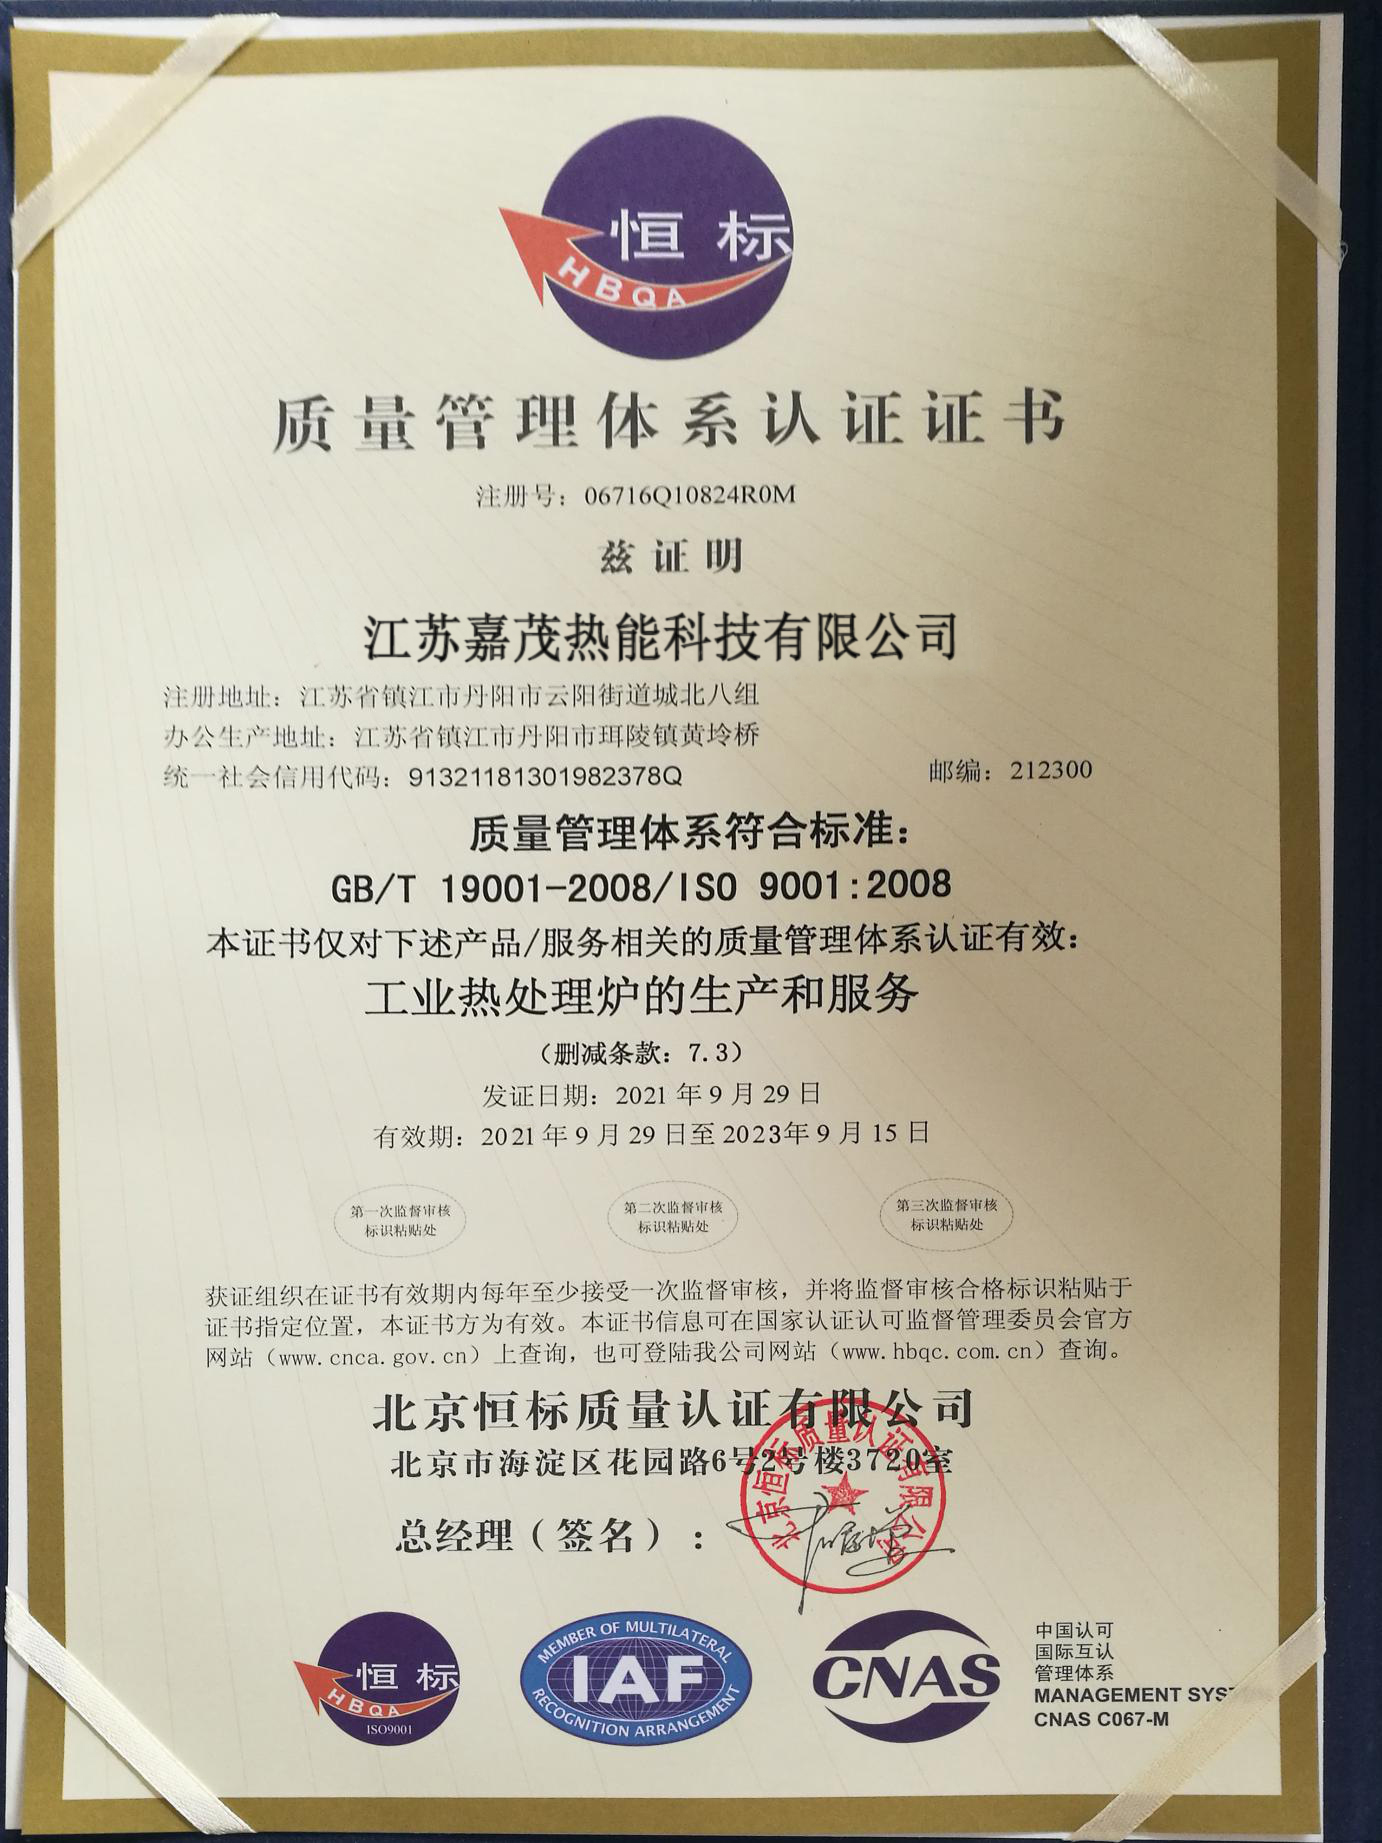 恒标
HBQA
质量管理体系认证证书
注册号：06716Q10824R0M
兹证明
江苏嘉茂热能科技有限公司
注册地址：江苏省镇江市丹阳市云阳街道城北八组
办公生产地址：江苏省镇江市丹阳市珥陵镇黄埝桥
统一社会信用代码：91321181301982378Q 邮编：212300
质量管理体系符合标准：
GB/T 19001-2008/ISO 9001:2008
本证书仅对下述产品/服务相关的质量管理体系认证有效：
工业热处理炉的生产和服务
（删减条款：7.3）
发证日期：2021年9月29日
有效期：2021年9月29日至2023年9月15日
第一次监督审核
标识粘贴处
第二次监督审核
标识粘贴处
第三次监督审核
标识粘贴处
获证组织在证书有效期内每年至少接受一次监督审核，并将监督审核合格标识粘贴于
证书指定位置，本证书方为有效。本证书信息可在国家认证认可监督管理委员会官方
网站（www.cnca.gov.cn）上查询，也可登陆我公司网站（www.hbqc.com.cn）查询。
北京恒标质量认证有限公司
北京市海淀区花园路6号2号楼3720室
北京恒标质量认证有限公司
总经理（签名）：
恒标
HBQA
ISO9001
MEMBER OF MULTILATERAL
IAF
RECOGNITION ARRANGEMENT
CNAS
中国认可
国际互认
管理体系
MANAGEMENT SYS
CNAS C067-M